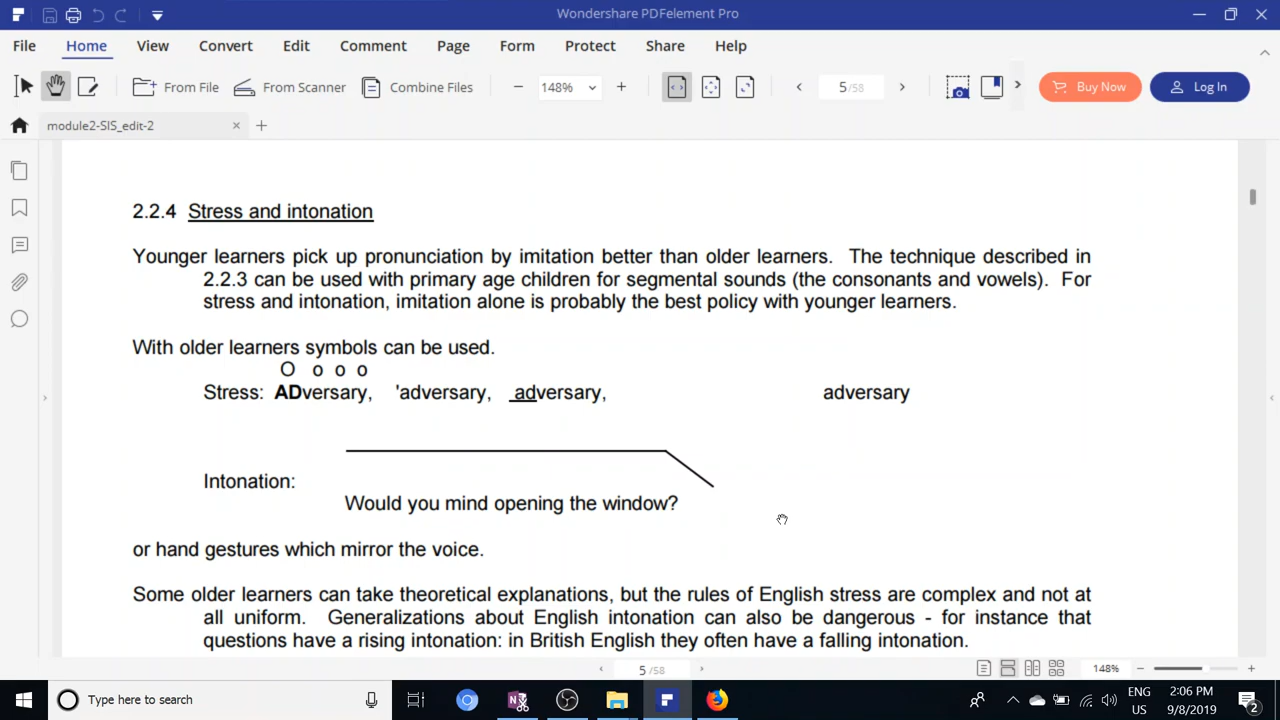 Wondershare PDFelement Pro
File Home View Convert Edit Comment Page Form Protect Share Help
From File From Scanner Combine Files 148% 5/58 Buy Now Log In
module2-SIS_edit-2
2.2.4 Stress and intonation
Younger learners pick up pronunciation by imitation better than older learners. The technique described in
2.2.3 can be used with primary age children for segmental sounds (the consonants and vowels). For
stress and intonation, imitation alone is probably the best policy with younger learners.
With older learners symbols can be used.
O o o o
Stress: ADversary, 'adversary, adversary, adversary
Intonation:
Would you mind opening the window?
or hand gestures which mirror the voice.
Some older learners can take theoretical explanations, but the rules of English stress are complex and not at
all uniform. Generalizations about English intonation can also be dangerous - for instance that
questions have a rising intonation: in British English they often have a falling intonation.
5/58 148%
Type here to search
ENG
US
2:06 PM
9/8/2019
2